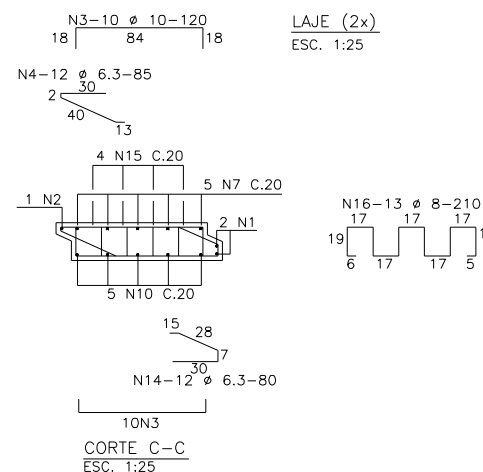 N3-10 ø 10-120
18 84 18
LAJE (2x)
ESC. 1:25
N4-12 ø 6.3-85
30
2
40
13
4 N15 C.20
5 N7 C.20
1 N2
2 N1
5 N10 C.20
N16-13 ø 8-210
17 17 17
19
6 17 17 5
15
28
7
30
N14-12 ø 6.3-80
10N3
CORTE C-C
ESC. 1:25